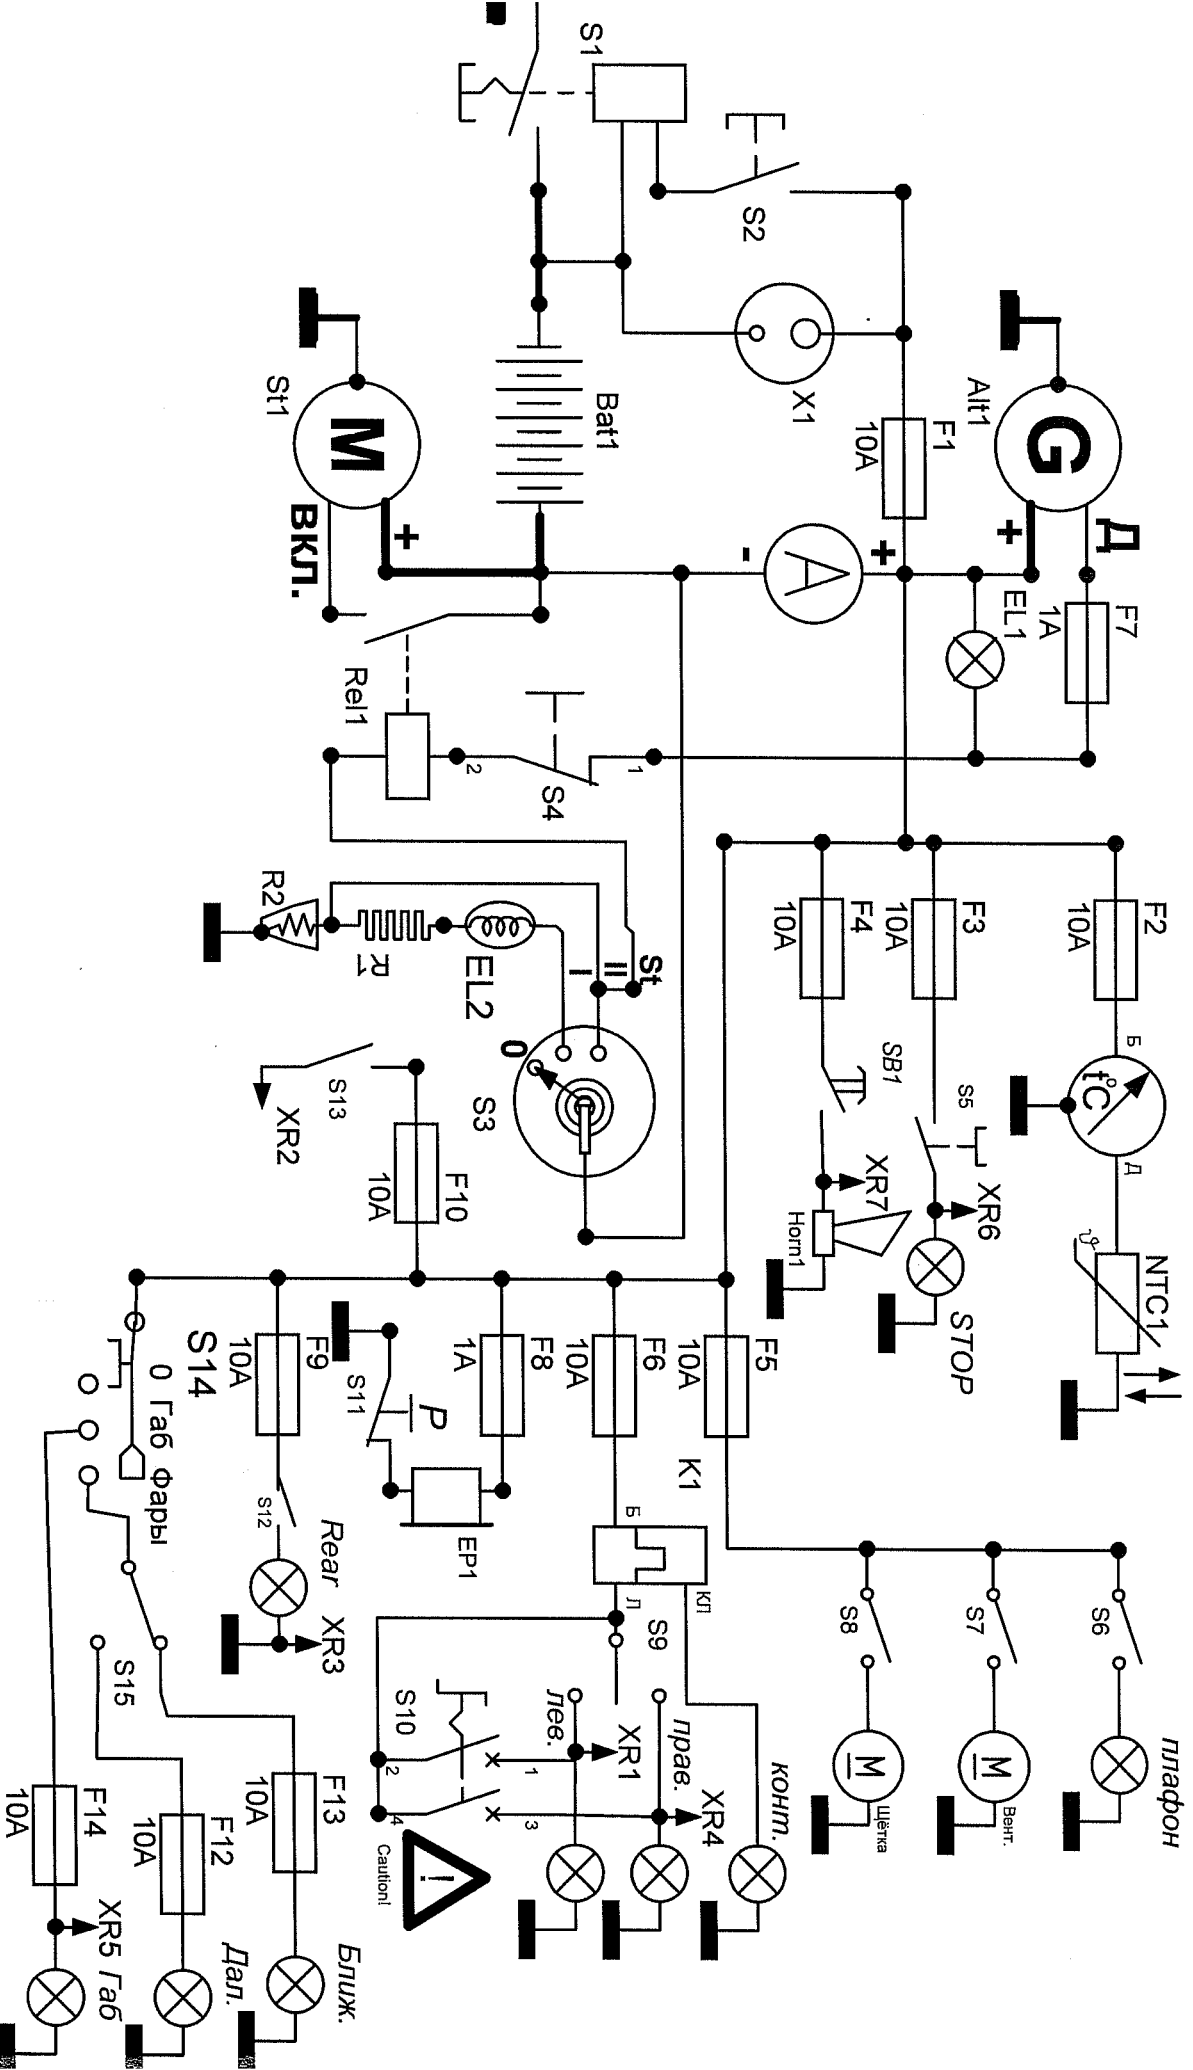 S1
S2
X1
Alt1
G
Д
+
F1
10A
Bat1
St1
M
+
ВКЛ.
A
+
-
F7
1A
EL1
Rel1
S4
1
2
F2
10A
Б
t°C
Д
NTC1
ϑ
F3
10A
S5
XR6
STOP
F4
10A
SB1
XR7
Horn1
St
II
I
0
S3
EL2
R1
R2
S13
XR2
F10
10A
F5
10A
F6
10A
K1
Б
КЛ
Л
F8
1A
EP1
P
S11
F9
10A
S12
Rear
XR3
S14
0 Габ Фары
S15
S6
плафон
S7
M
Вент.
S8
M
Щётка
S9
конт.
прав.
XR4
лев.
XR1
S10
1
2
3
4
!
Caution!
F13
10A
Ближ.
F12
10A
Дал.
F14
10A
XR5 Габ